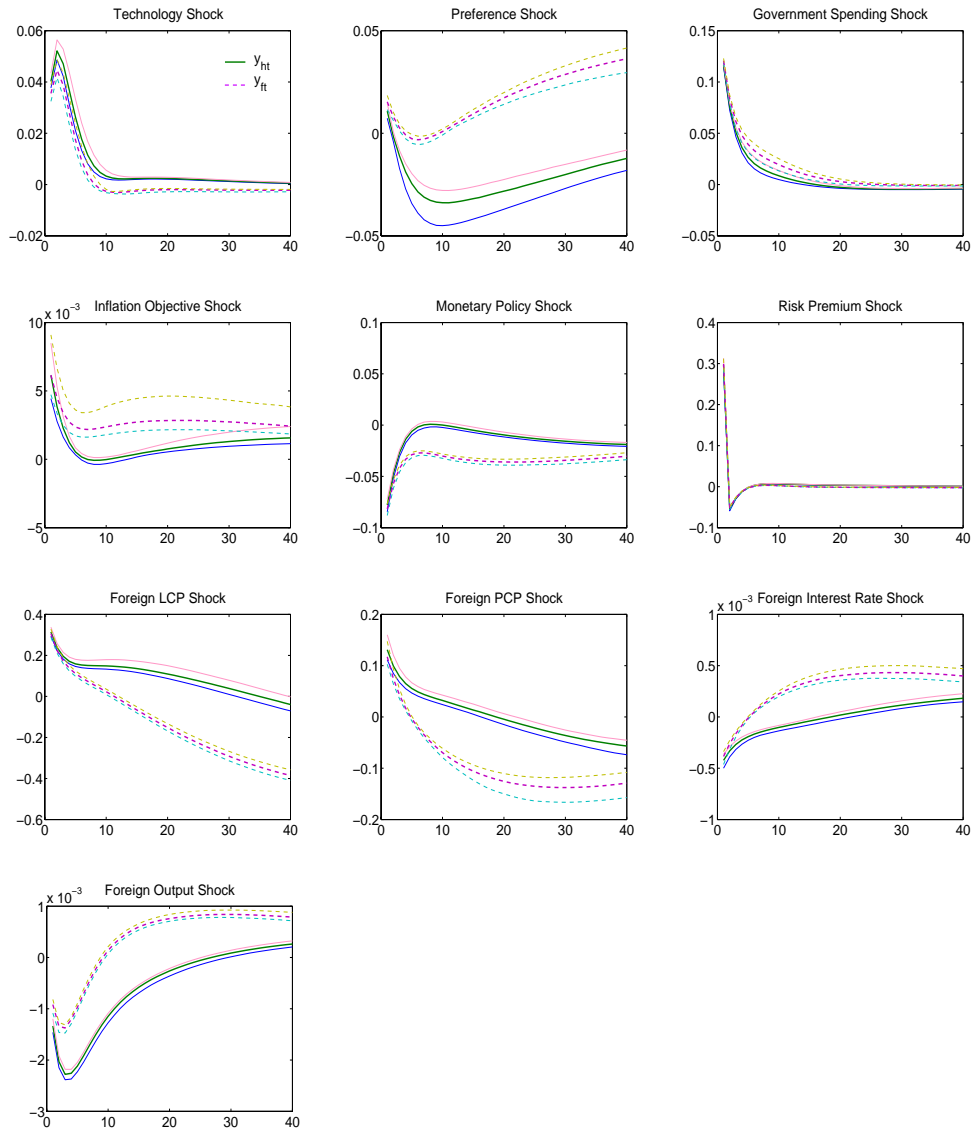 Technology Shock
0.06
0.04
0.02
0
−0.02
0 10 20 30 40
y_ht
y_ft
Preference Shock
0.05
0
−0.05
0 10 20 30 40
Government Spending Shock
0.15
0.1
0.05
0
−0.05
0 10 20 30 40
Inflation Objective Shock
x 10⁻³
10
5
0
−5
0 10 20 30 40
Monetary Policy Shock
0.1
0.05
0
−0.05
−0.1
0 10 20 30 40
Risk Premium Shock
0.4
0.3
0.2
0.1
0
−0.1
0 10 20 30 40
Foreign LCP Shock
0.4
0.2
0
−0.2
−0.4
−0.6
0 10 20 30 40
Foreign PCP Shock
0.2
0.1
0
−0.1
−0.2
0 10 20 30 40
Foreign Interest Rate Shock
x 10⁻³
1
0.5
0
−0.5
−1
0 10 20 30 40
Foreign Output Shock
x 10⁻³
1
0
−1
−2
−3
0 10 20 30 40